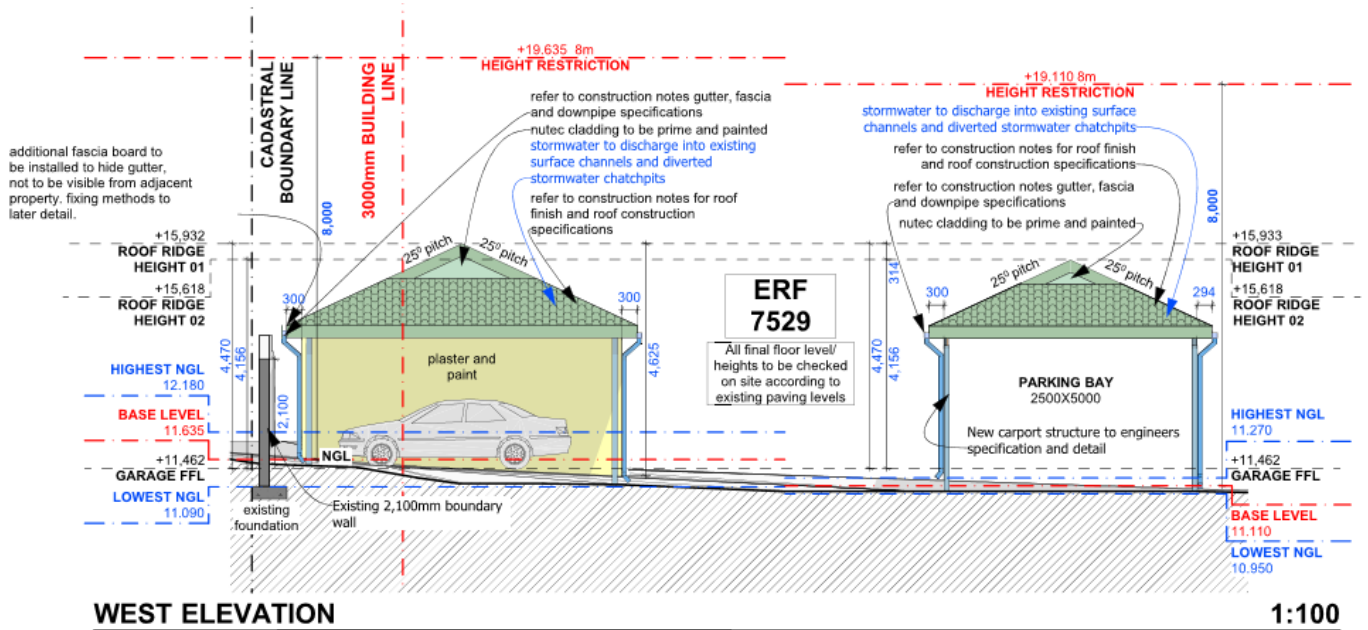 +19.635 8m
HEIGHT RESTRICTION
CADASTRAL
BOUNDARY LINE
3000mm BUILDING
LINE
refer to construction notes gutter, fascia
and downpipe specifications
nutec cladding to be prime and painted
stormwater to discharge into existing
surface channels and diverted
stormwater chatchpits
refer to construction notes for roof
finish and roof construction
specifications
additional fascia board to
be installed to hide gutter,
not to be visible from adjacent
property. fixing methods to
later detail.
8,000
+15,932
ROOF RIDGE
HEIGHT 01
+15,618
ROOF RIDGE
HEIGHT 02
25⁰ pitch
25⁰ pitch
300
300
4,470
4,156
4,625
2,100
plaster and
paint
HIGHEST NGL
12.180
BASE LEVEL
11.635
+11,462
GARAGE FFL
LOWEST NGL
11.090
NGL
existing
foundation
Existing 2,100mm boundary
wall
ERF
7529
All final floor level/
heights to be checked
on site according to
existing paving levels
+19.110 8m
HEIGHT RESTRICTION
stormwater to discharge into existing surface
channels and diverted stormwater chatchpits
refer to construction notes for roof finish
and roof construction specifications
refer to construction notes gutter, fascia
and downpipe specifications
nutec cladding to be prime and painted
8,000
314
4,470
4,156
25⁰ pitch
25⁰ pitch
300
294
PARKING BAY
2500X5000
New carport structure to engineers
specification and detail
+15,933
ROOF RIDGE
HEIGHT 01
+15,618
ROOF RIDGE
HEIGHT 02
HIGHEST NGL
11.270
+11,462
GARAGE FFL
BASE LEVEL
11.110
LOWEST NGL
10.950
WEST ELEVATION
1:100